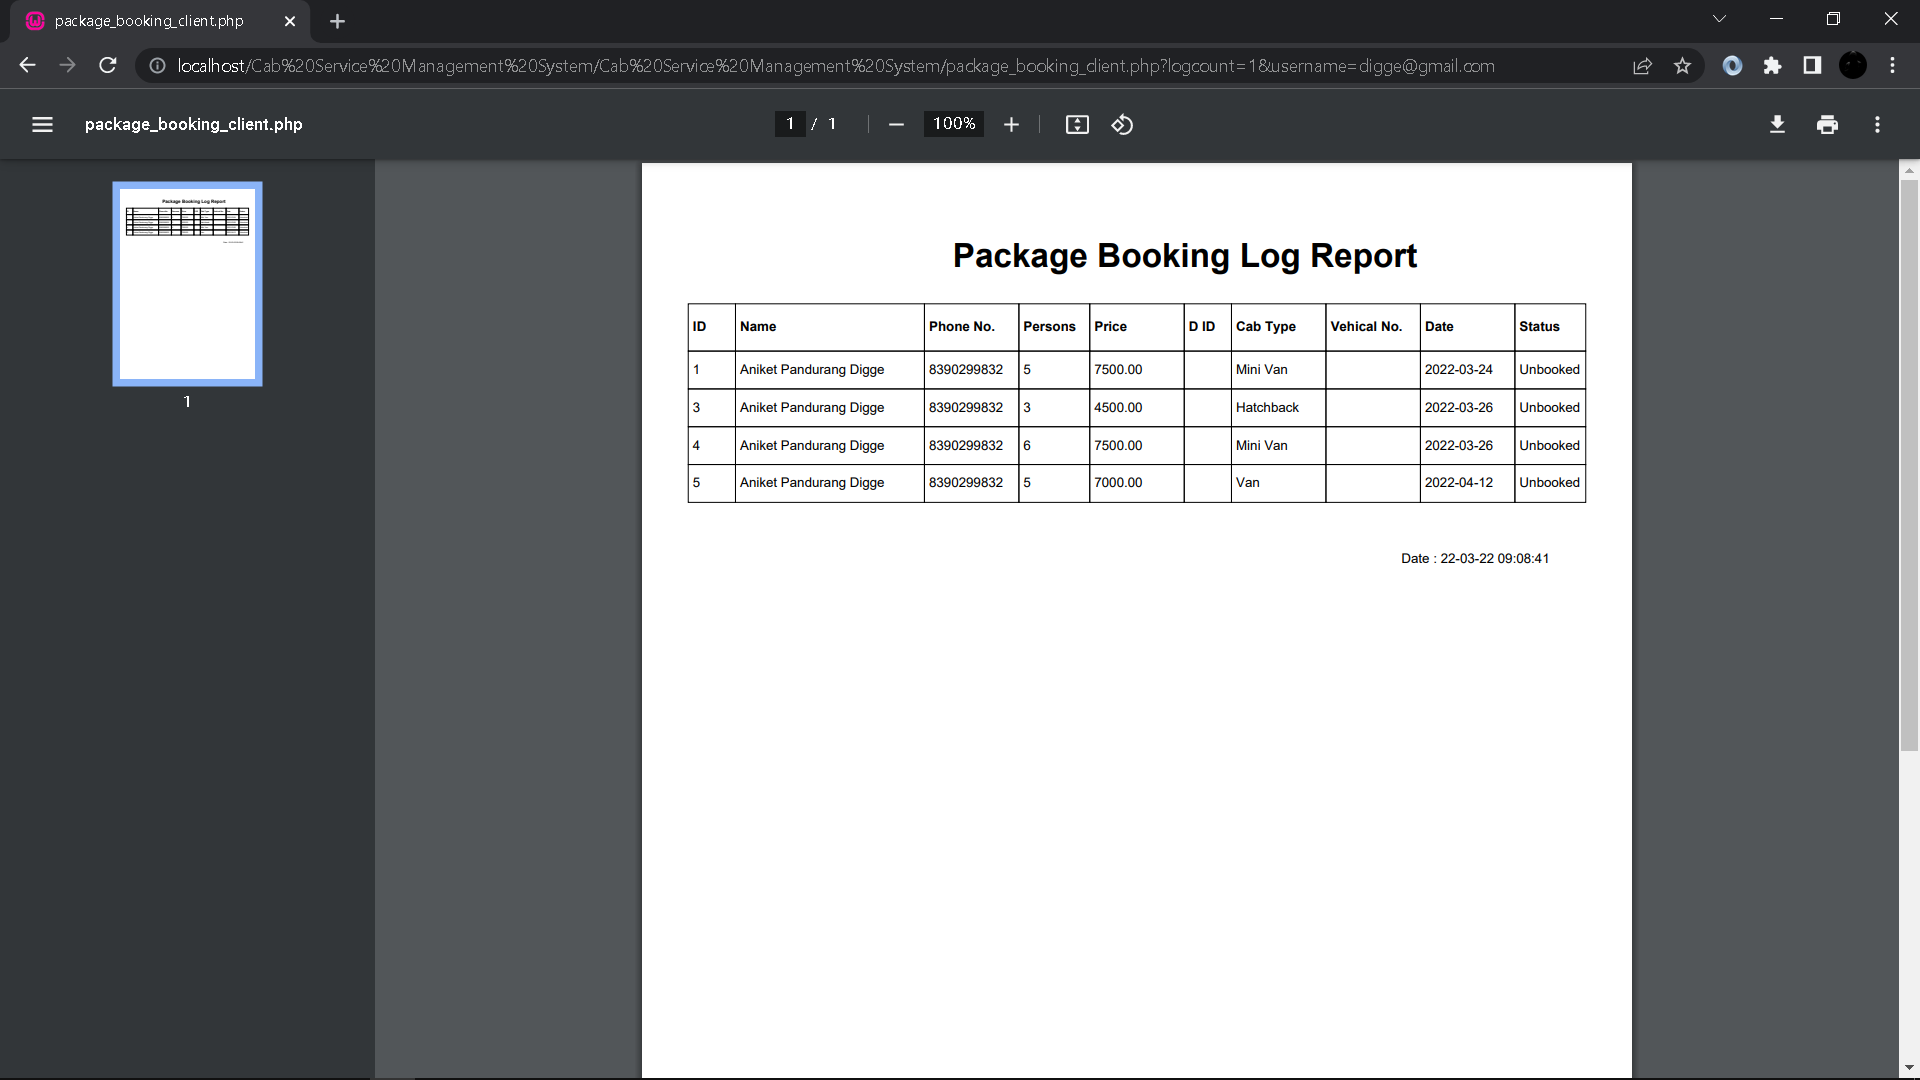 package_booking_client.php
localhost/Cab%20Service%20Management%20System/Cab%20Service%20Management%20System/package_booking_client.php?logcount=1&username=digge@gmail.com
package_booking_client.php 1 / 1 100%
Package Booking Log Report
1
Package Booking Log Report
ID Name Phone No. Persons Price D ID Cab Type Vehical No. Date Status
1 Aniket Pandurang Digge 8390299832 5 7500.00 Mini Van 2022-03-24 Unbooked
3 Aniket Pandurang Digge 8390299832 3 4500.00 Hatchback 2022-03-26 Unbooked
4 Aniket Pandurang Digge 8390299832 6 7500.00 Mini Van 2022-03-26 Unbooked
5 Aniket Pandurang Digge 8390299832 5 7000.00 Van 2022-04-12 Unbooked
Date : 22-03-22 09:08:41